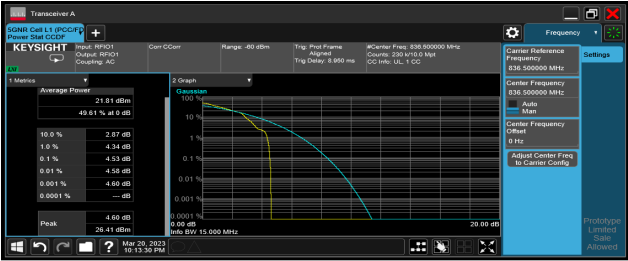 Transceiver A
5GNR Cell L1 (PCC/F
Power Stat CCDF
Frequency
KEYSIGHT
LXI
Input: RFIO1
Output: RFIO1
Coupling: AC
Corr CCorr
Range: -60 dBm
Trig: Prot Frame
Aligned
Trig Delay: 8.950 ms
#Center Freq: 836.500000 MHz
Counts: 230 k/10.0 Mpt
CC Info: UL, 1 CC
Carrier Reference
Frequency
836.500000 MHz
Settings
Center Frequency
836.500000 MHz
Auto
Man
Center Frequency
Offset
0 Hz
Adjust Center Freq
to Carrier Config
Prototype
Limited
Sale
Allowed
1 Metrics
Average Power
21.81 dBm
49.61 % at 0 dB
10.0 % 2.87 dB
1.0 % 4.34 dB
0.1 % 4.53 dB
0.01 % 4.58 dB
0.001 % 4.60 dB
0.0001 % --- dB
Peak 4.60 dB
26.41 dBm
2 Graph
Gaussian
100 %
10 %
1 %
0.1 %
0.01 %
0.001 %
0.0001 %
0.00 dB 20.00 dB
Info BW 15.000 MHz
Mar 20, 2023
10:13:30 PM